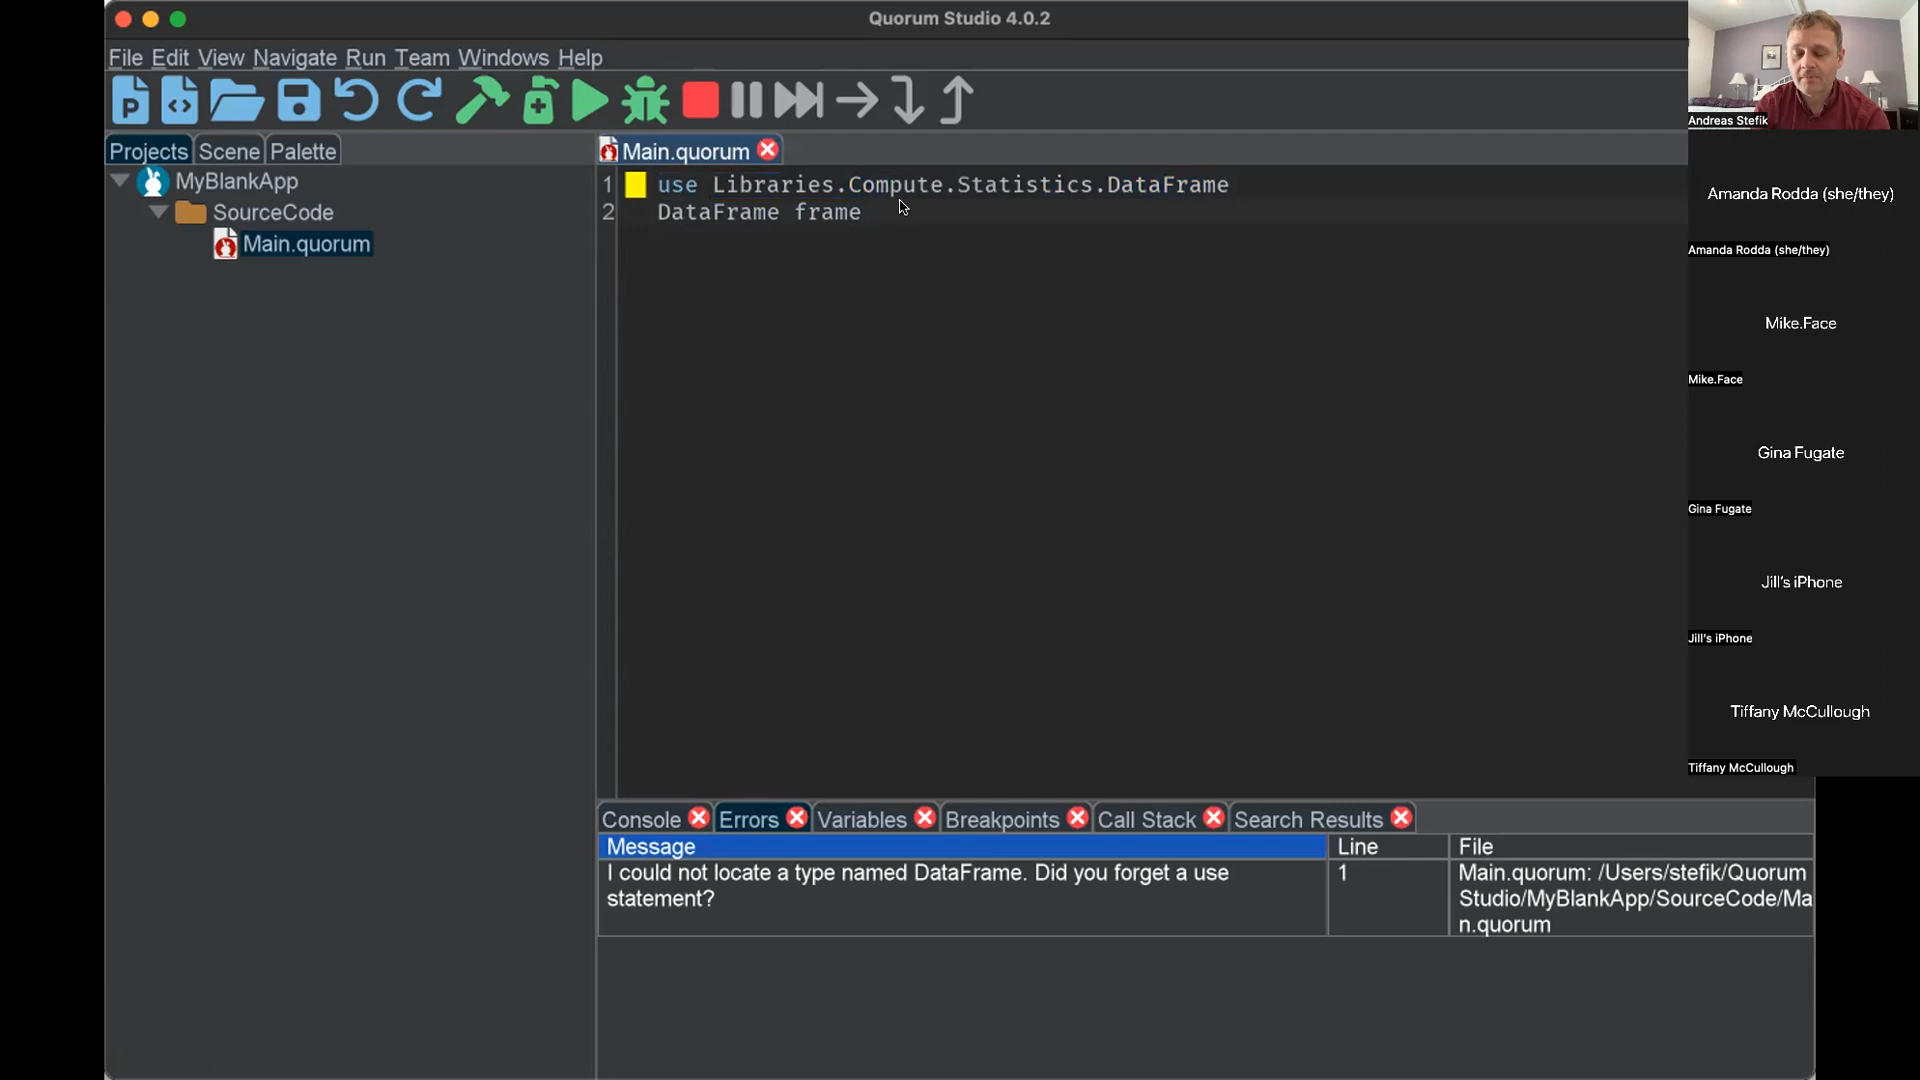 Quorum Studio 4.0.2
File Edit View Navigate Run Team Windows Help
Projects Scene Palette
MyBlankApp
SourceCode
Main.quorum
Main.quorum
1 use Libraries.Compute.Statistics.DataFrame
2 DataFrame frame
Console Errors Variables Breakpoints Call Stack Search Results
Message Line File
I could not locate a type named DataFrame. Did you forget a use
statement?
1
Main.quorum: /Users/stefik/Quorum
Studio/MyBlankApp/SourceCode/Ma
n.quorum
Andreas Stefik
Amanda Rodda (she/they)
Amanda Rodda (she/they)
Mike.Face
Mike.Face
Gina Fugate
Gina Fugate
Jill's iPhone
Jill's iPhone
Tiffany McCullough
Tiffany McCullough